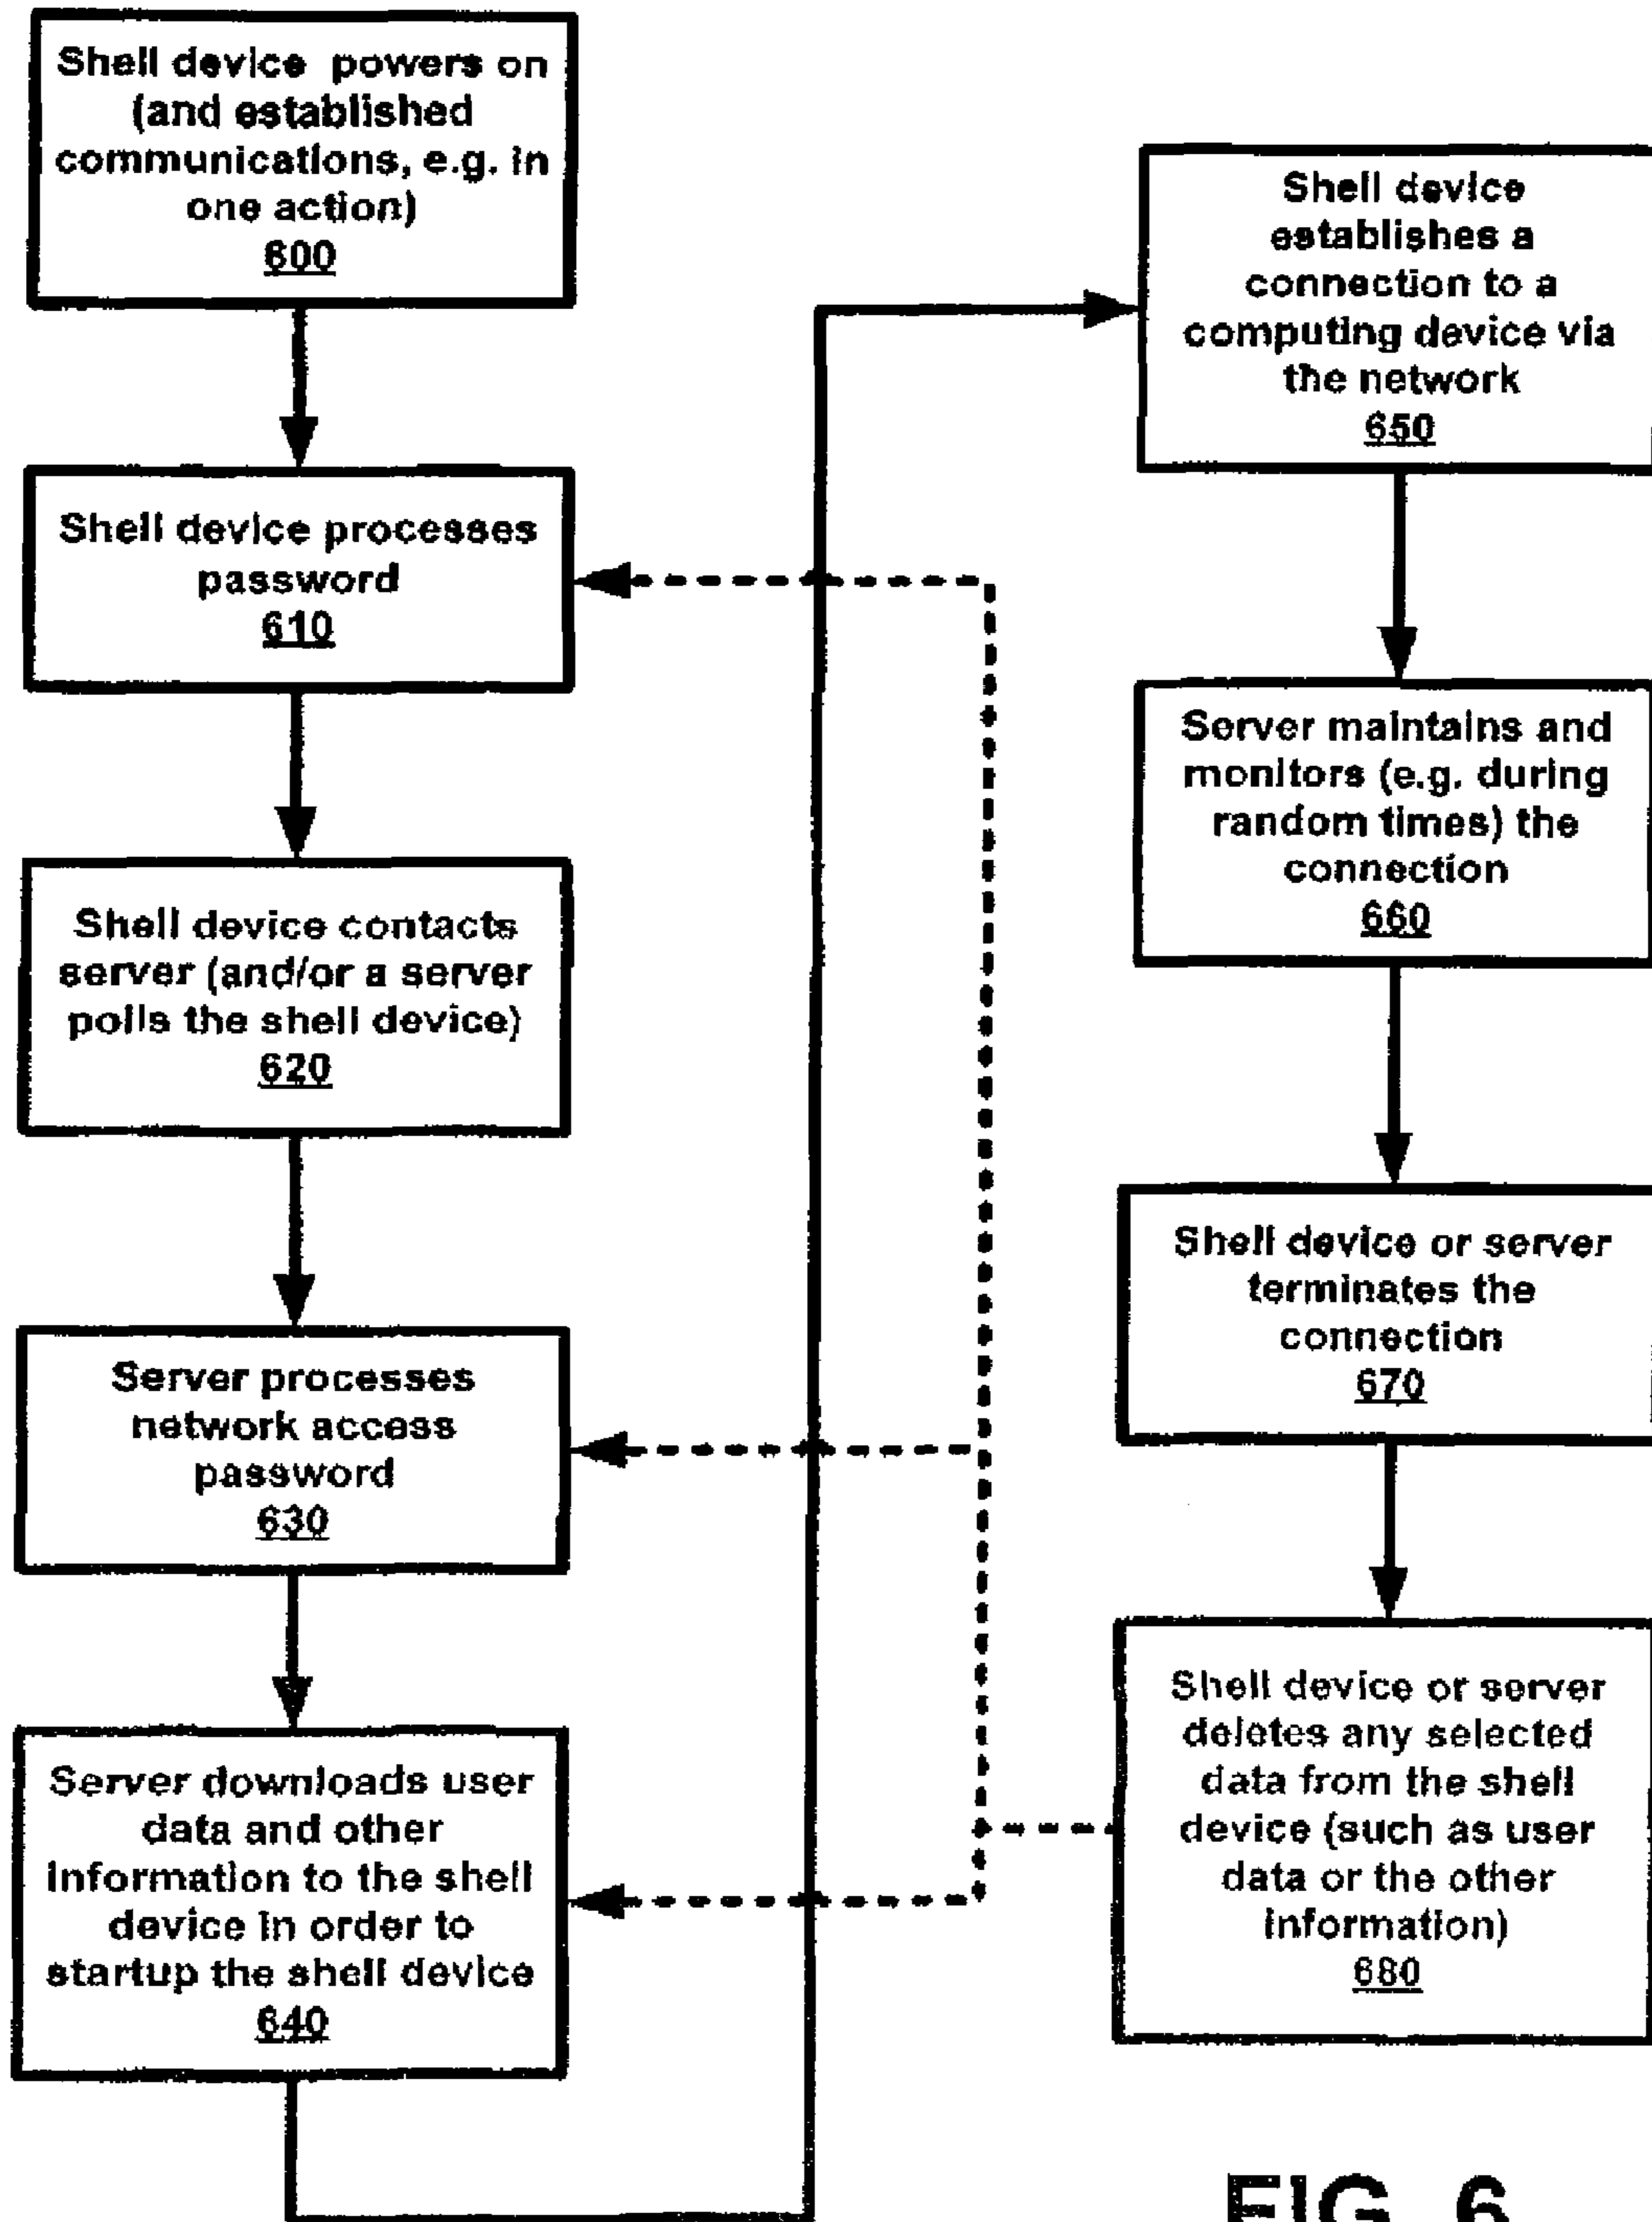 Shell device powers on
(and established
communications, e.g. in
one action)
600
Shell device processes
password
610
Shell device contacts
server (and/or a server
polls the shell device)
620
Server processes
network access
password
630
Server downloads user
data and other
information to the shell
device in order to
startup the shell device
640
Shell device
establishes a
connection to a
computing device via
the network
650
Server maintains and
monitors (e.g. during
random times) the
connection
660
Shell device or server
terminates the
connection
670
Shell device or server
deletes any selected
data from the shell
device (such as user
data or the other
information)
680
FIG. 6